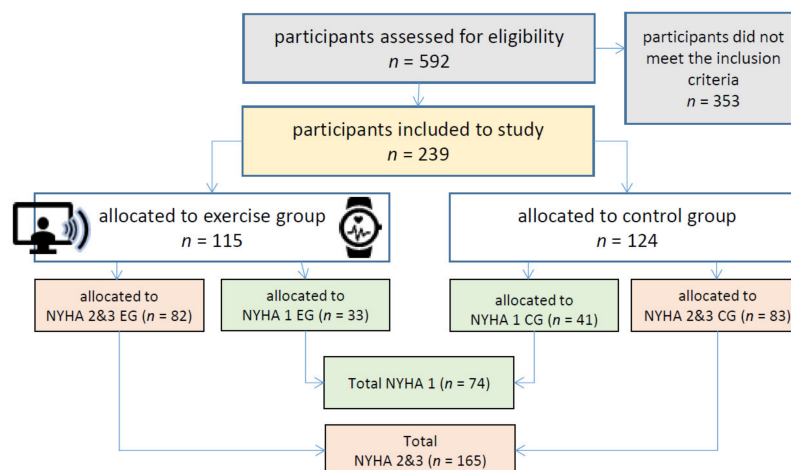 participants assessed for eligibility
n = 592
participants did not
meet the inclusion
criteria
n = 353
participants included to study
n = 239
allocated to exercise group
n = 115
allocated to control group
n = 124
allocated to
NYHA 2&3 EG (n = 82)
allocated to
NYHA 1 EG (n = 33)
allocated to
NYHA 1 CG (n = 41)
allocated to
NYHA 2&3 CG (n = 83)
Total NYHA 1 (n = 74)
Total
NYHA 2&3 (n = 165)